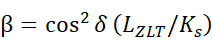 β = cos² δ (L_ZLT/K_s)